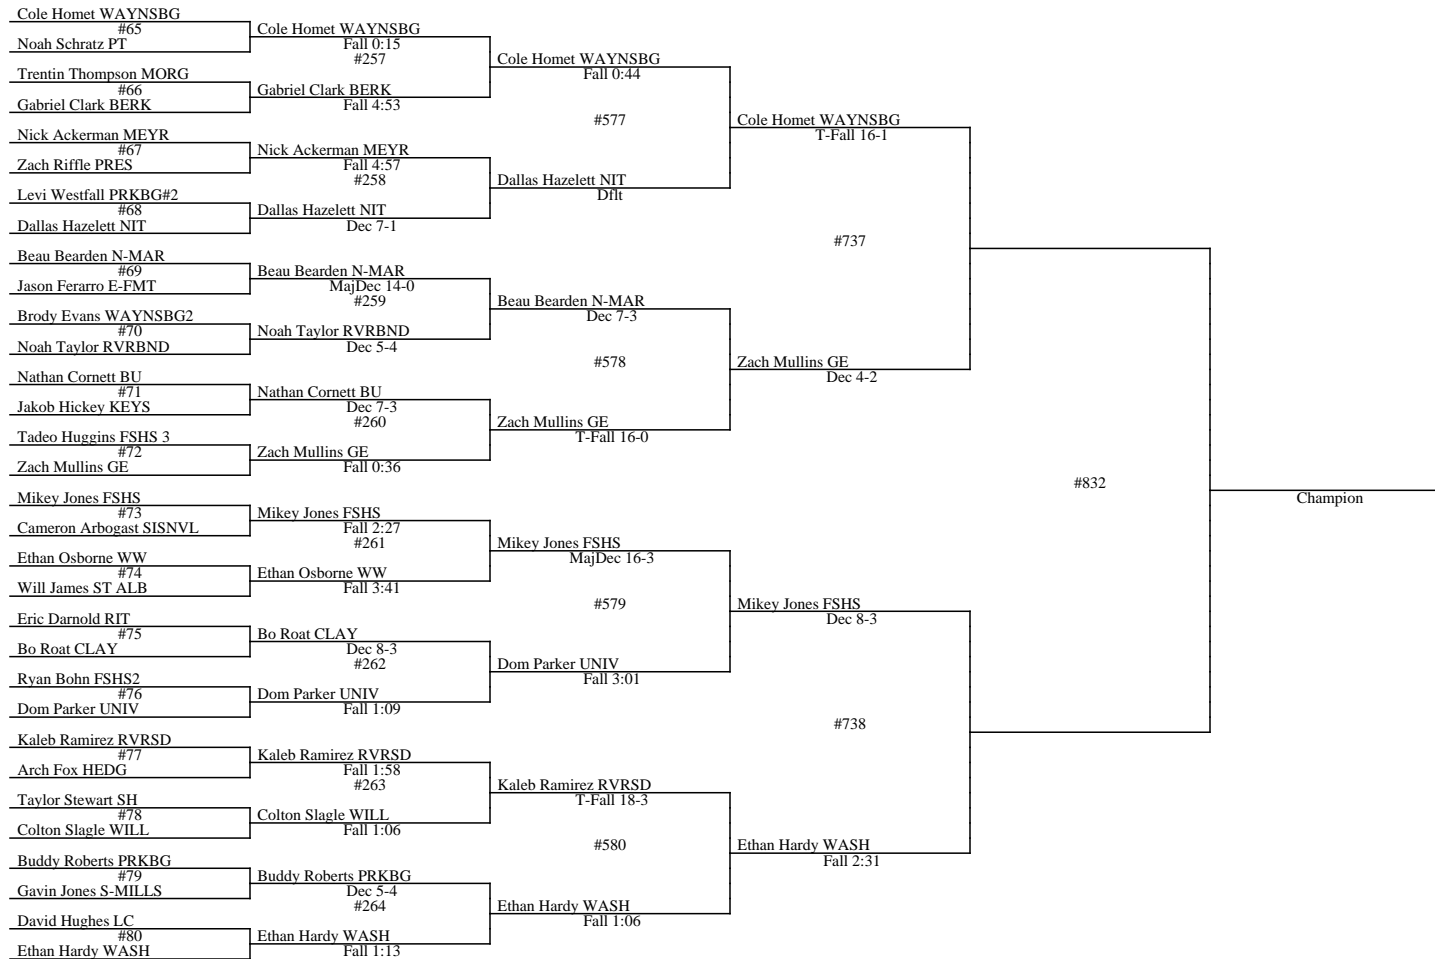 Cole Homet WAYNSBG
#65
Noah Schratz PT
Trentin Thompson MORG
#66
Gabriel Clark BERK
Nick Ackerman MEYR
#67
Zach Riffle PRES
Levi Westfall PRKBG#2
#68
Dallas Hazelett NIT
Beau Bearden N-MAR
#69
Jason Ferarro E-FMT
Brody Evans WAYNSBG2
#70
Noah Taylor RVRBND
Nathan Cornett BU
#71
Jakob Hickey KEYS
Tadeo Huggins FSHS 3
#72
Zach Mullins GE
Mikey Jones FSHS
#73
Cameron Arbogast SISNVL
Ethan Osborne WW
#74
Will James ST ALB
Eric Darnold RIT
#75
Bo Roat CLAY
Ryan Bohn FSHS2
#76
Dom Parker UNIV
Kaleb Ramirez RVRSD
#77
Arch Fox HEDG
Taylor Stewart SH
#78
Colton Slagle WILL
Buddy Roberts PRKBG
#79
Gavin Jones S-MILLS
David Hughes LC
#80
Ethan Hardy WASH
Cole Homet WAYNSBG
Fall 0:15
#257
Gabriel Clark BERK
Fall 4:53
Nick Ackerman MEYR
Fall 4:57
#258
Dallas Hazelett NIT
Dec 7-1
Beau Bearden N-MAR
MajDec 14-0
#259
Noah Taylor RVRBND
Dec 5-4
Nathan Cornett BU
Dec 7-3
#260
Zach Mullins GE
Fall 0:36
Mikey Jones FSHS
Fall 2:27
#261
Ethan Osborne WW
Fall 3:41
Bo Roat CLAY
Dec 8-3
#262
Dom Parker UNIV
Fall 1:09
Kaleb Ramirez RVRSD
Fall 1:58
#263
Colton Slagle WILL
Fall 1:06
Buddy Roberts PRKBG
Dec 5-4
#264
Ethan Hardy WASH
Fall 1:13
Cole Homet WAYNSBG
Fall 0:44
#577
Dallas Hazelett NIT
Dflt
Beau Bearden N-MAR
Dec 7-3
#578
Zach Mullins GE
T-Fall 16-0
Mikey Jones FSHS
MajDec 16-3
#579
Dom Parker UNIV
Fall 3:01
Kaleb Ramirez RVRSD
T-Fall 18-3
#580
Ethan Hardy WASH
Fall 1:06
Cole Homet WAYNSBG
T-Fall 16-1
#737
Zach Mullins GE
Dec 4-2
Mikey Jones FSHS
Dec 8-3
#738
Ethan Hardy WASH
Fall 2:31
#832
Champion